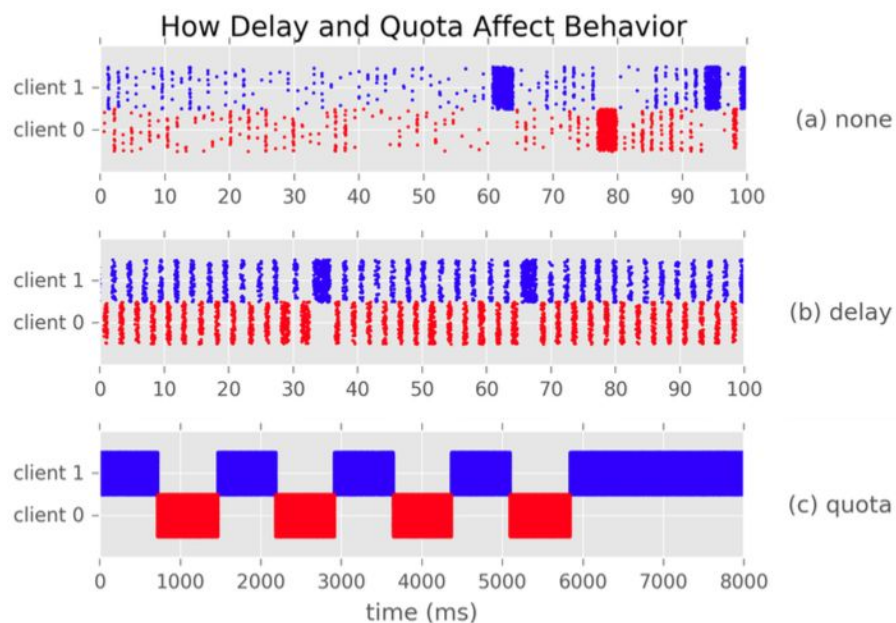 How Delay and Quota Affect Behavior
client 1
client 0
(a) none
0 10 20 30 40 50 60 70 80 90 100
client 1
client 0
(b) delay
0 10 20 30 40 50 60 70 80 90 100
client 1
client 0
(c) quota
0 1000 2000 3000 4000 5000 6000 7000 8000
time (ms)